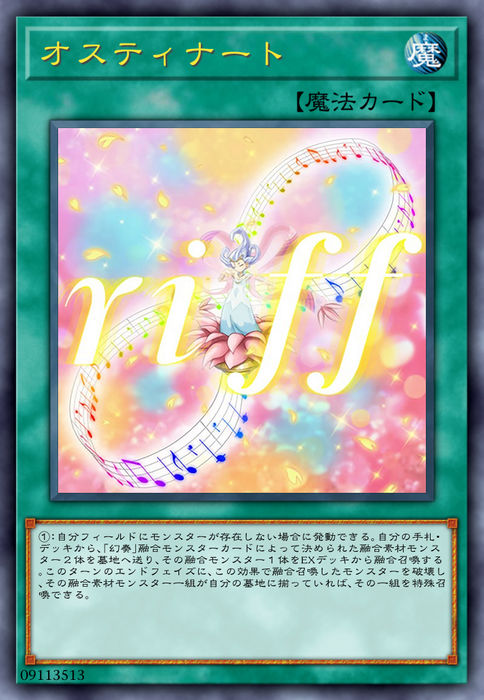 オスティナート
魔
【魔法カード】
riff
①：自分フィールドにモンスターが存在しない場合に発動できる。自分の手札・
デッキから、「幻奏」融合モンスターカードによって決められた融合素材モンス
ター２体を墓地へ送り、その融合モンスター１体をEXデッキから融合召喚す
る。このターンのエンドフェイズに、この効果で融合召喚したモンスターを破壊し、
その融合素材モンスター一組が自分の墓地に揃っていれば、その一組を特殊召
喚できる。
09113513